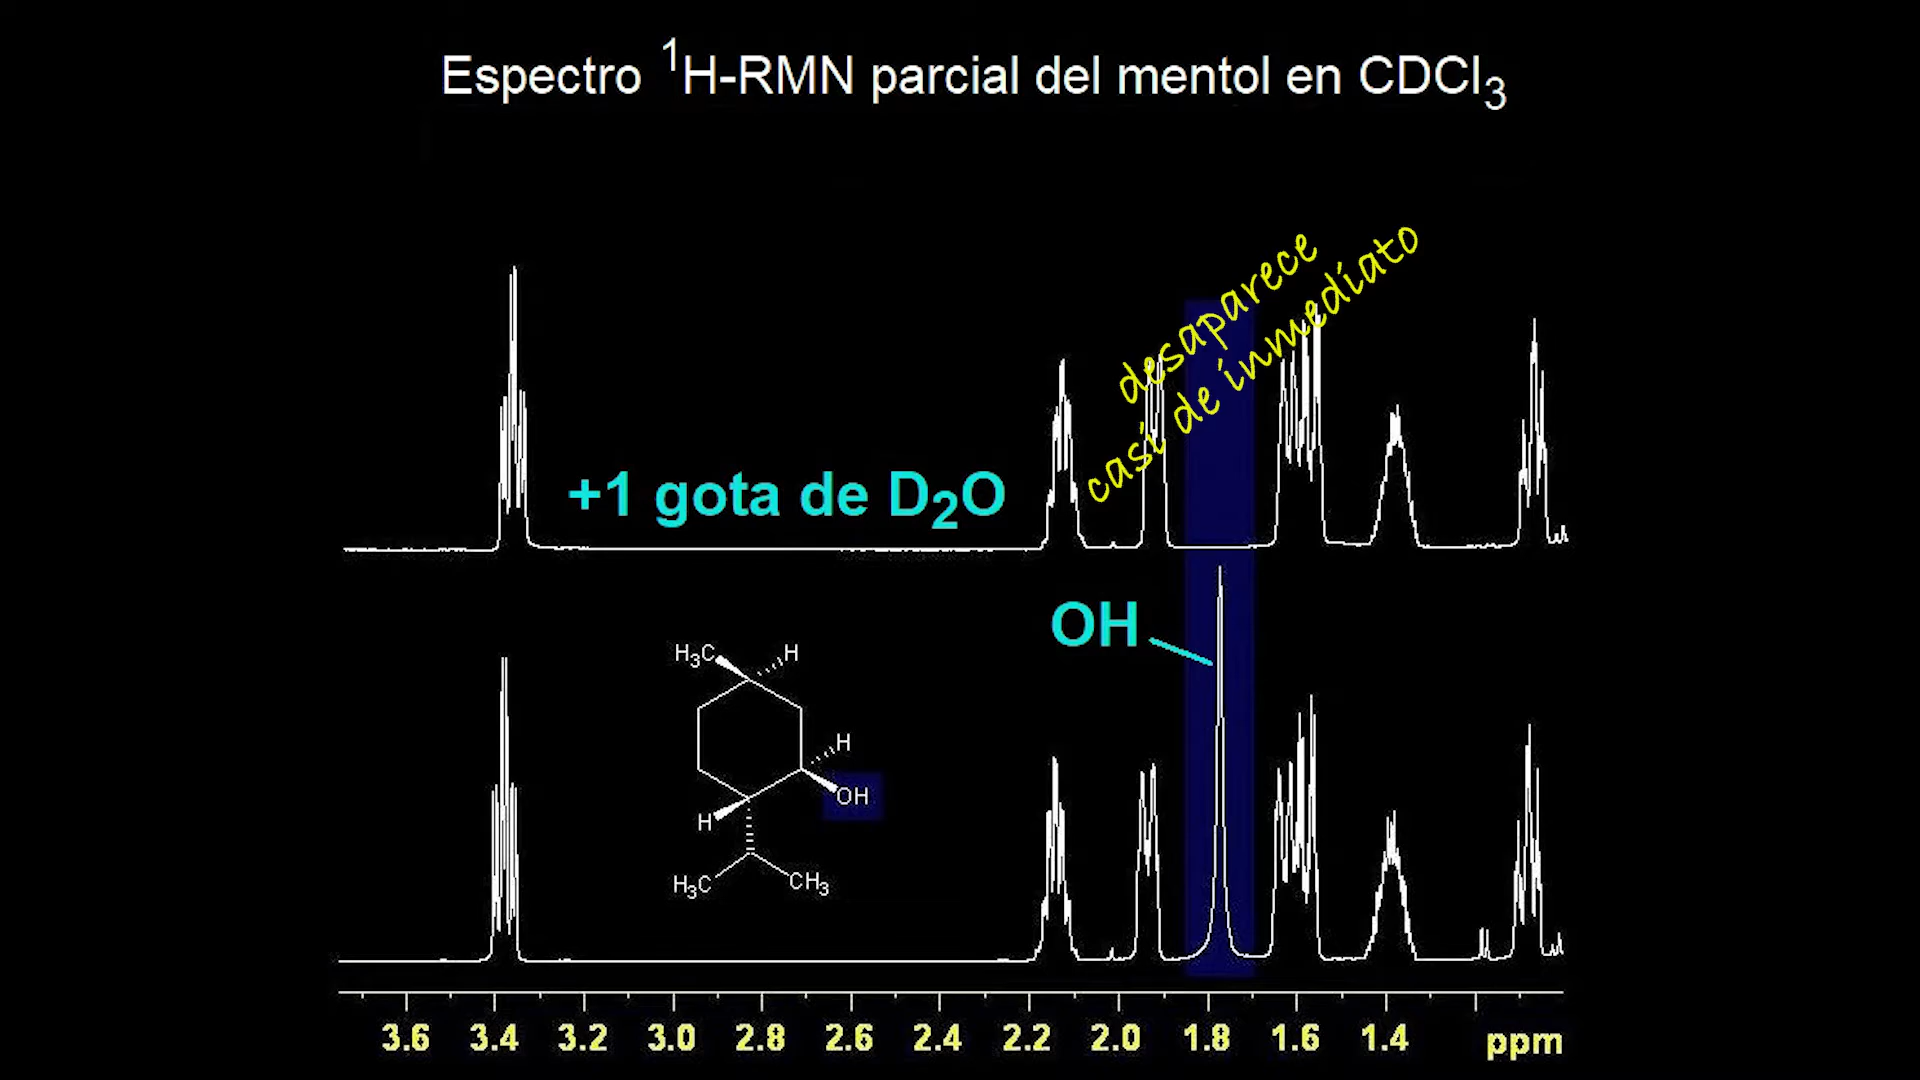 Espectro ¹H-RMN parcial del mentol en CDCl₃
desaparece
casi de inmediato
+1 gota de D₂O
OH
H₃C
H
H
OH
H
H₃C
CH₃
3.6 3.4 3.2 3.0 2.8 2.6 2.4 2.2 2.0 1.8 1.6 1.4 ppm